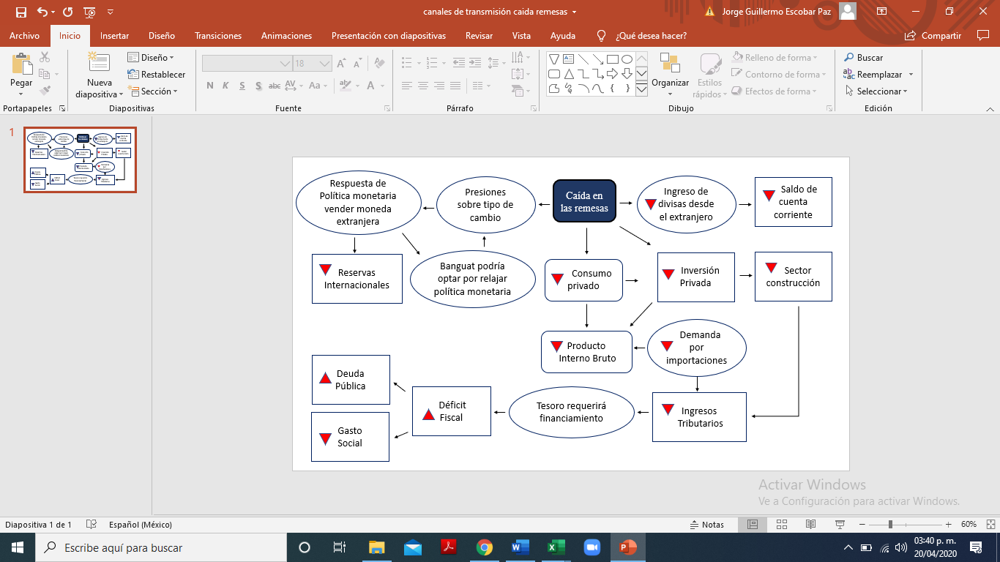 canales de transmisión caida remesas
Jorge Guillermo Escobar Paz
Archivo Inicio Insertar Diseño Transiciones Animaciones Presentación con diapositivas Revisar Vista Ayuda ¿Qué desea hacer? Compartir
Pegar
Portapapeles
Nueva
diapositiva
Diseño
Restablecer
Sección
Diapositivas
18
N K S S abc AV Aa A
Fuente
Párrafo
Organizar
Estilos
rápidos
Relleno de forma
Contorno de forma
Efectos de forma
Dibujo
Buscar
Reemplazar
Seleccionar
Edición
1
Respuesta de
Política monetaria
vender moneda
extranjera
Presiones
sobre tipo de
cambio
Caída en
las remesas
Ingreso de
divisas desde
el extranjero
Saldo de
cuenta
corriente
Reservas
Internacionales
Banguat podría
optar por relajar
política monetaria
Consumo
privado
Inversión
Privada
Sector
construcción
Producto
Interno Bruto
Demanda
por
importaciones
Deuda
Pública
Déficit
Fiscal
Tesoro requerirá
financiamiento
Ingresos
Tributarios
Gasto
Social
Activar Windows
Ve a Configuración para activar Windows.
Diapositiva 1 de 1 Español (México) Notas 60%
Escribe aquí para buscar
03:40 p. m.
20/04/2020